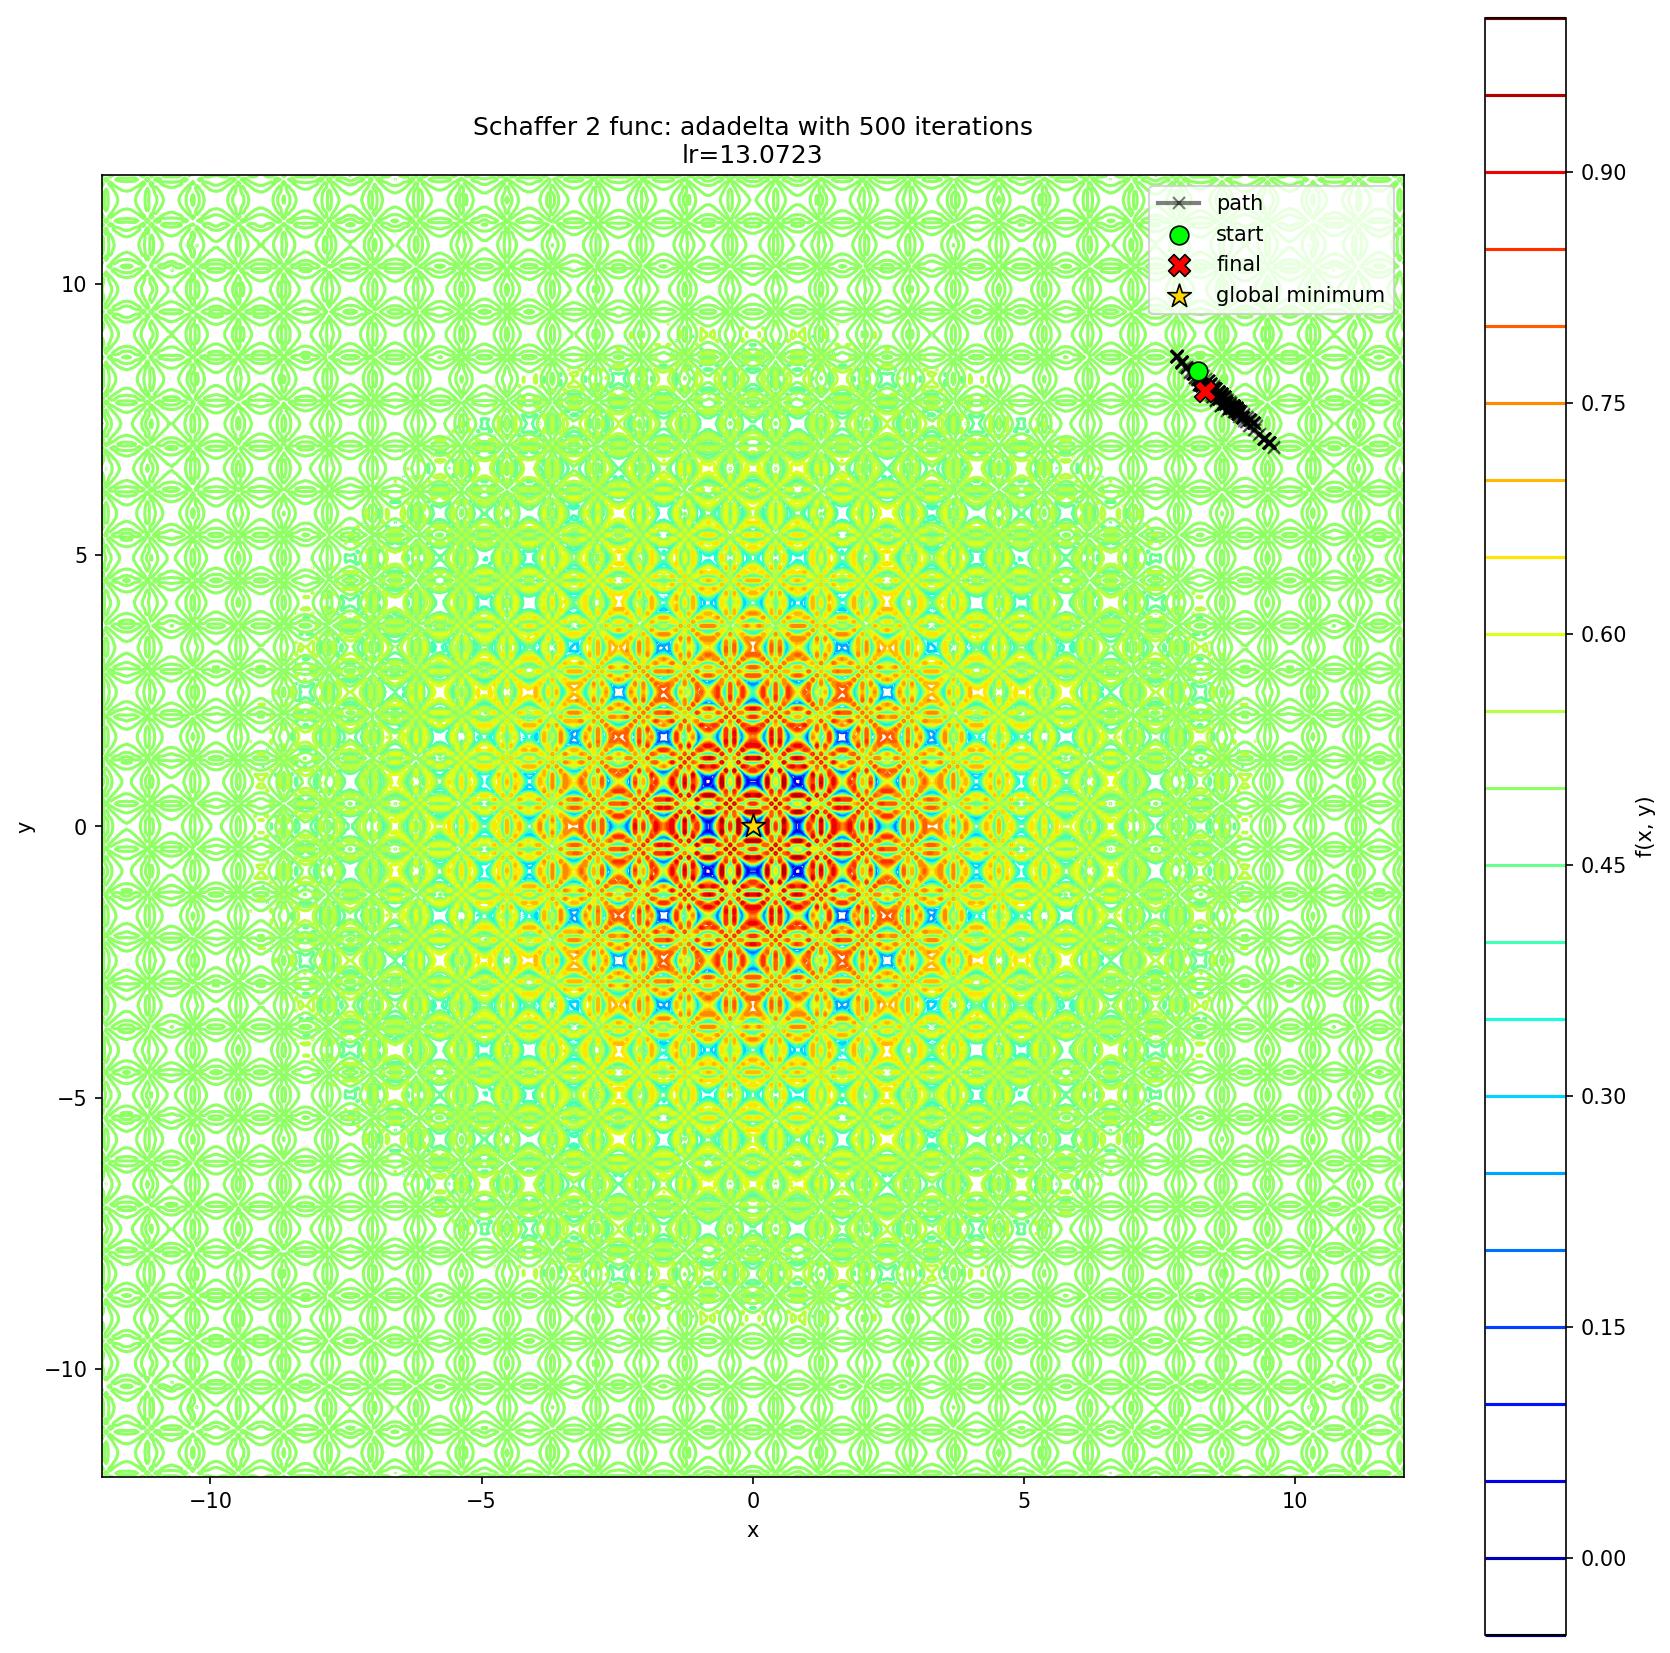 Schaffer 2 func: adadelta with 500 iterations
lr=13.0723
path
start
final
global minimum
10
5
0
−5
−10
y
−10
−5
0
5
10
x
0.90
0.75
0.60
0.45
0.30
0.15
0.00
f(x, y)